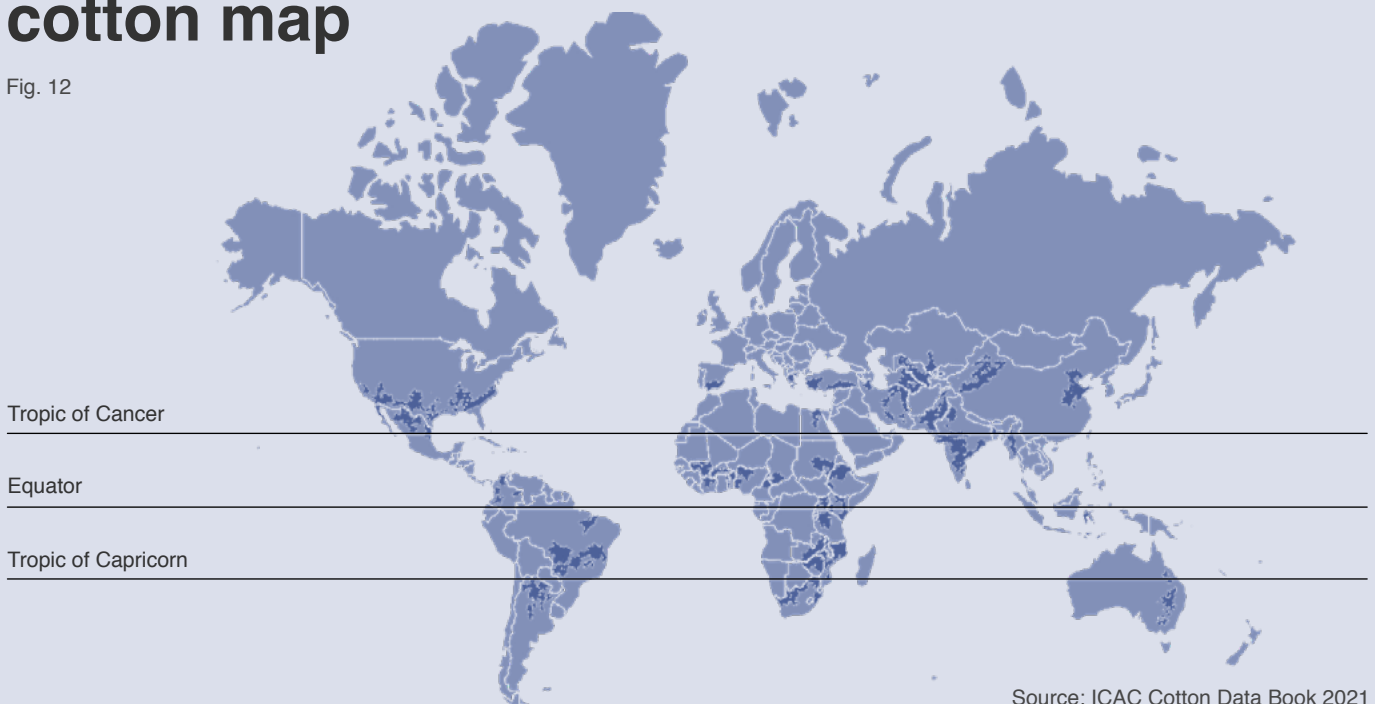 cotton map
Fig. 12
Tropic of Cancer
Equator
Tropic of Capricorn
Source: ICAC Cotton Data Book 2021